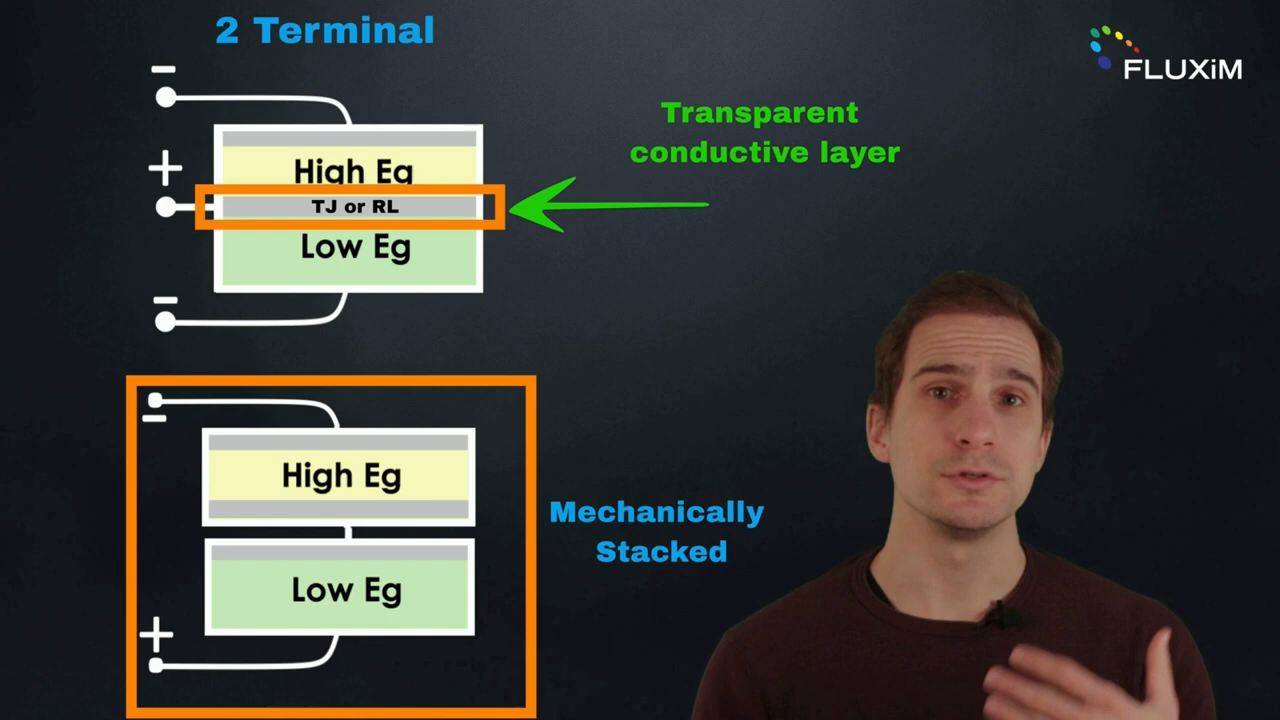 2 Terminal
FLUXiM
Transparent
conductive layer
High Eg
TJ or RL
Low Eg
High Eg
Low Eg
Mechanically
Stacked